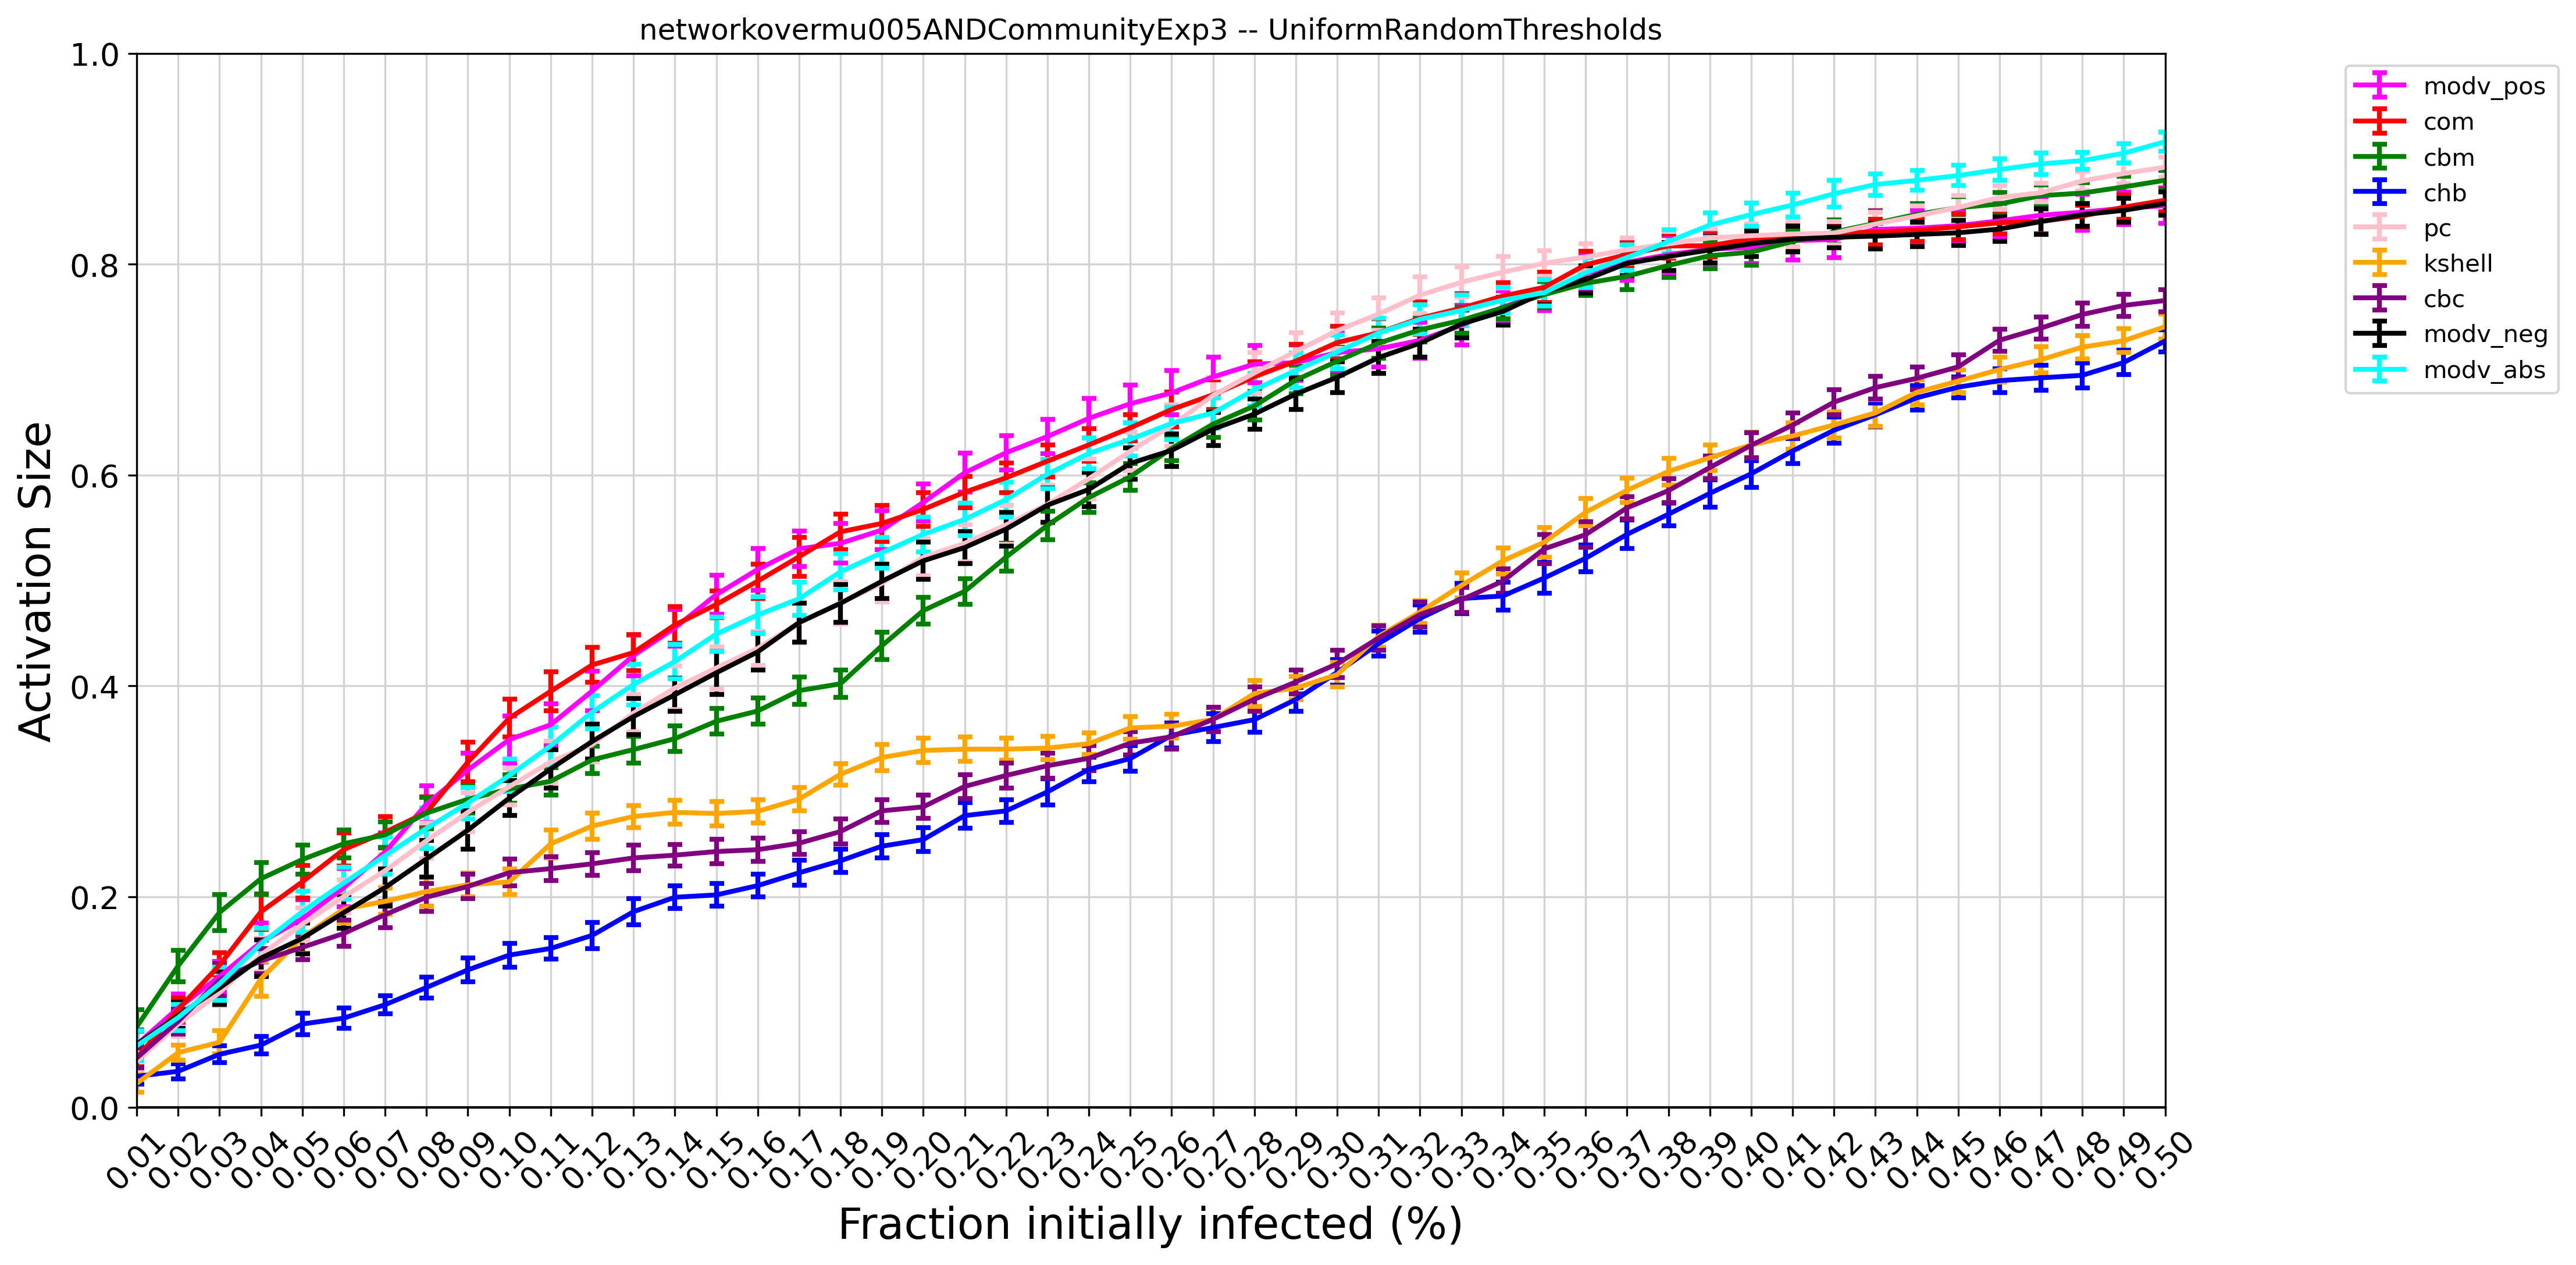 networkovermu005ANDCommunityExp3 -- UniformRandomThresholds
1.0
0.8
0.6
0.4
0.2
0.0
Activation Size
0.01 0.02 0.03 0.04 0.05 0.06 0.07 0.08 0.09 0.10 0.11 0.12 0.13 0.14 0.15 0.16 0.17 0.18 0.19 0.20 0.21 0.22 0.23 0.24 0.25 0.26 0.27 0.28 0.29 0.30 0.31 0.32 0.33 0.34 0.35 0.36 0.37 0.38 0.39 0.40 0.41 0.42 0.43 0.44 0.45 0.46 0.47 0.48 0.49 0.50
Fraction initially infected (%)
modv_pos
com
cbm
chb
pc
kshell
cbc
modv_neg
modv_abs